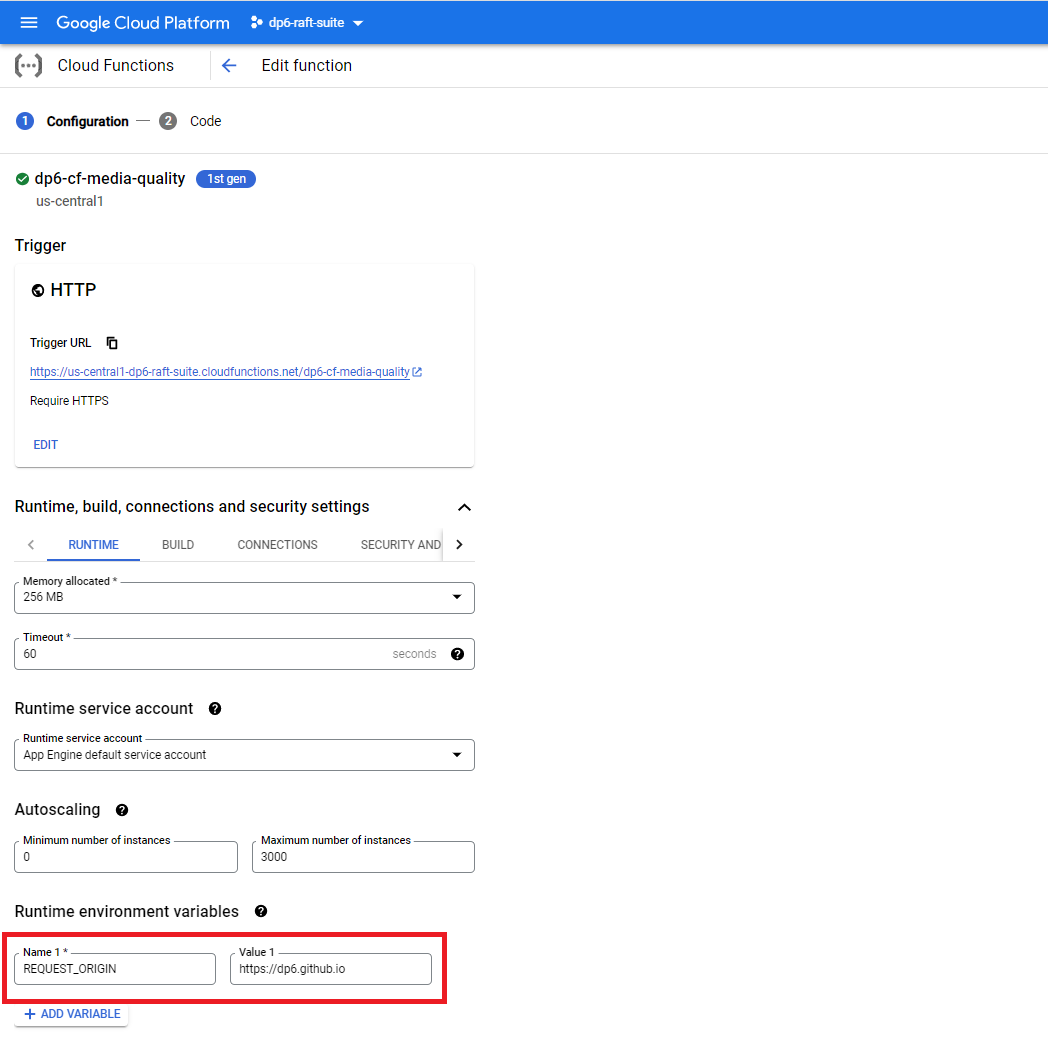 Google Cloud Platform dp6-raft-suite
Cloud Functions Edit function
1 Configuration — 2 Code
dp6-cf-media-quality 1st gen
us-central1
Trigger
HTTP
Trigger URL
https://us-central1-dp6-raft-suite.cloudfunctions.net/dp6-cf-media-quality
Require HTTPS
EDIT
Runtime, build, connections and security settings
RUNTIME BUILD CONNECTIONS SECURITY AND
Memory allocated *
256 MB
Timeout *
60 seconds
Runtime service account
Runtime service account
App Engine default service account
Autoscaling
Minimum number of instances Maximum number of instances
0 3000
Runtime environment variables
Name 1 * Value 1
REQUEST_ORIGIN https://dp6.github.io
+ ADD VARIABLE